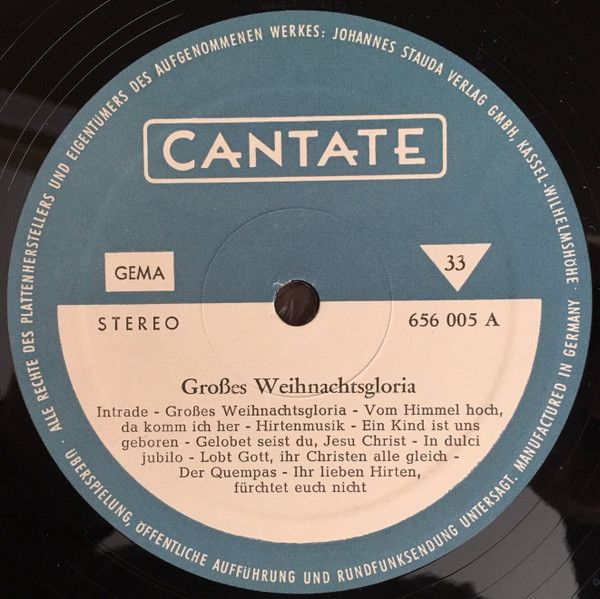 ALLE RECHTE DES PLATTENHERSTELLERS UND EIGENTÜMERS DES AUFGENOMMENEN WERKES: JOHANNES STAUDA VERLAG GMBH, KASSEL-WILHELMSHÖHE · MANUFACTURED IN GERMANY
CANTATE
GEMA
33
STEREO
656 005 A
Großes Weihnachtsgloria
Intrade - Großes Weihnachtsgloria - Vom Himmel hoch,
da komm ich her - Hirtenmusik - Ein Kind ist uns
geboren - Gelobet seist du, Jesu Christ - In dulci
jubilo - Lobt Gott, ihr Christen alle gleich -
Der Quempas - Ihr lieben Hirten,
fürchtet euch nicht
ÜBERSPIELUNG, ÖFFENTLICHE AUFFÜHRUNG UND RUNDFUNKSENDUNG UNTERSAGT.